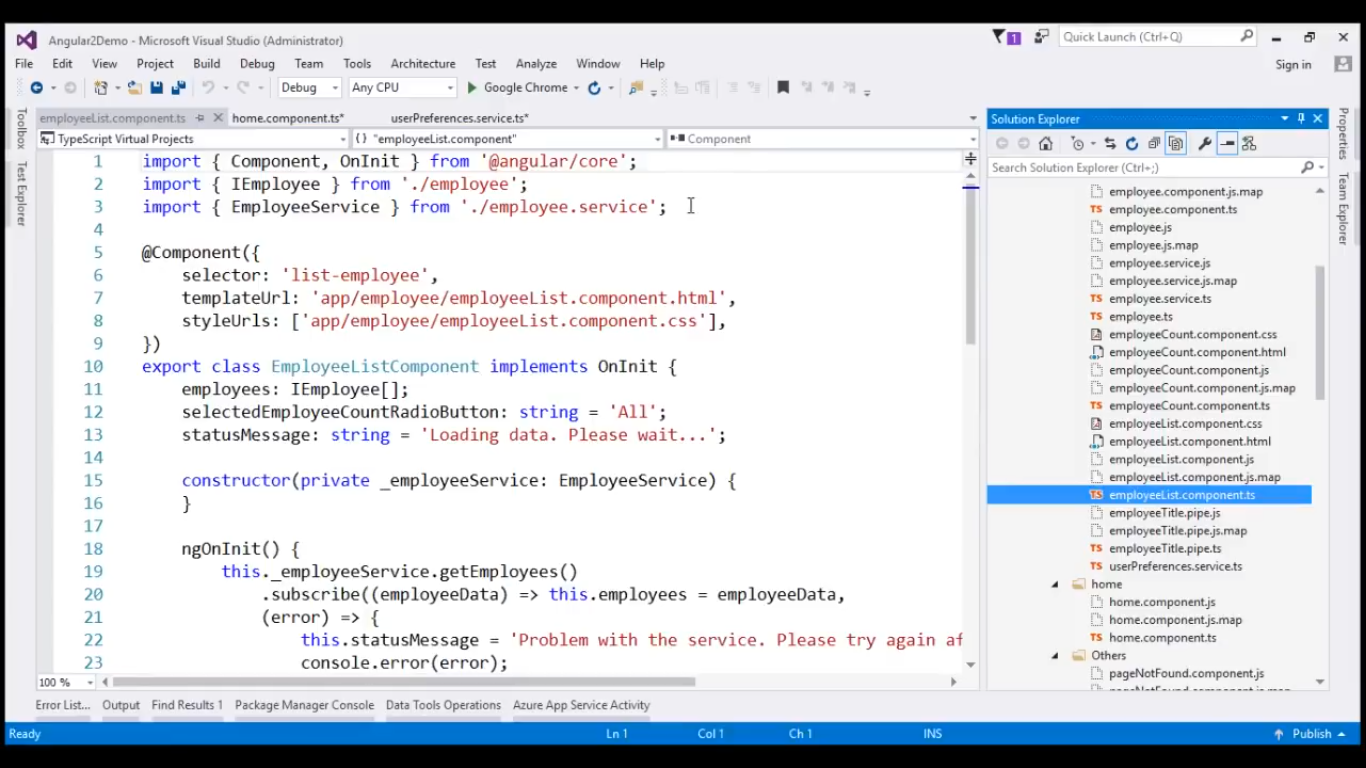 Angular2Demo - Microsoft Visual Studio (Administrator)
1
Quick Launch (Ctrl+Q)
File Edit View Project Build Debug Team Tools Architecture Test Analyze Window Help
Sign in
Debug Any CPU Google Chrome
Toolbox
Test Explorer
employeeList.component.ts home.component.ts* userPreferences.service.ts*
TypeScript Virtual Projects {} "employeeList.component" Component
1 import { Component, OnInit } from '@angular/core';
2 import { IEmployee } from './employee';
3 import { EmployeeService } from './employee.service';
4
5 @Component({
6 selector: 'list-employee',
7 templateUrl: 'app/employee/employeeList.component.html',
8 styleUrls: ['app/employee/employeeList.component.css'],
9 })
10 export class EmployeeListComponent implements OnInit {
11 employees: IEmployee[];
12 selectedEmployeeCountRadioButton: string = 'All';
13 statusMessage: string = 'Loading data. Please wait...';
14
15 constructor(private _employeeService: EmployeeService) {
16 }
17
18 ngOnInit() {
19 this._employeeService.getEmployees()
20 .subscribe((employeeData) => this.employees = employeeData,
21 (error) => {
22 this.statusMessage = 'Problem with the service. Please try again af
23 console.error(error);
100 %
Solution Explorer
Search Solution Explorer (Ctrl+;)
employee.component.js.map
TS employee.component.ts
employee.js
employee.js.map
employee.service.js
employee.service.js.map
TS employee.service.ts
TS employee.ts
employeeCount.component.css
employeeCount.component.html
employeeCount.component.js
employeeCount.component.js.map
TS employeeCount.component.ts
employeeList.component.css
employeeList.component.html
employeeList.component.js
employeeList.component.js.map
TS employeeList.component.ts
employeeTitle.pipe.js
employeeTitle.pipe.js.map
TS employeeTitle.pipe.ts
TS userPreferences.service.ts
home
home.component.js
home.component.js.map
TS home.component.ts
Others
pageNotFound.component.js
Properties
Team Explorer
Error List... Output Find Results 1 Package Manager Console Data Tools Operations Azure App Service Activity
Ready Ln 1 Col 1 Ch 1 INS Publish